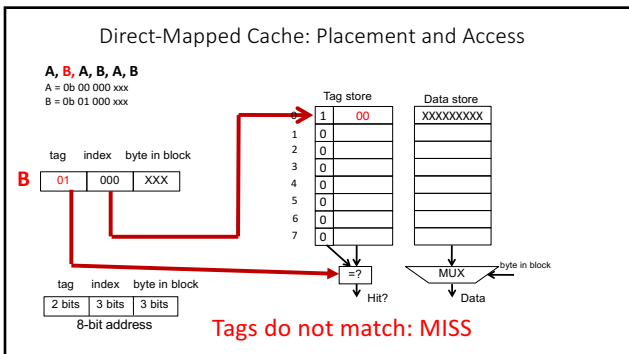 Direct-Mapped Cache: Placement and Access
A, B, A, B, A, B
A = 0b 00 000 xxx
B = 0b 01 000 xxx
Tag store Data store
0 1 00 XXXXXXXXX
1 0
2 0
3 0
4 0
5 0
6 0
7 0
tag index byte in block
B 01 000 XXX
=? MUX byte in block
Hit? Data
tag index byte in block
2 bits 3 bits 3 bits
8-bit address
Tags do not match: MISS